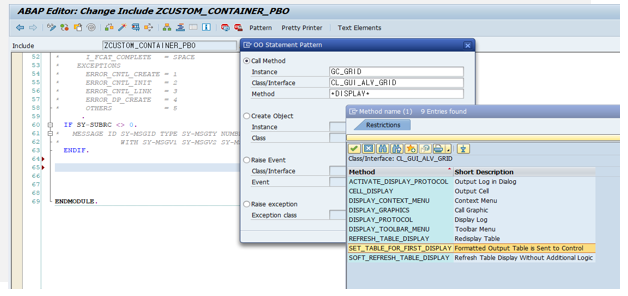 ABAP Editor: Change Include ZCUSTOM_CONTAINER_PBO
Pattern Pretty Printer Text Elements
Include ZCUSTOM_CONTAINER_PBO
52 * I_FCAT_COMPLETE = SPACE
53 * EXCEPTIONS
54 * ERROR_CNTL_CREATE = 1
55 * ERROR_CNTL_INIT = 2
56 * ERROR_CNTL_LINK = 3
57 * ERROR_DP_CREATE = 4
58 * OTHERS = 5
59 .
60 IF SY-SUBRC <> 0.
61 * MESSAGE ID SY-MSGID TYPE SY-MSGTY NUMBE
62 * WITH SY-MSGV1 SY-MSGV2 SY-M
63 ENDIF.
64
65
66
67
68
69 ENDMODULE.
OO Statement Pattern
Call Method
Instance GC_GRID
Class/Interface CL_GUI_ALV_GRID
Method *DISPLAY*
Create Object
Instance
Class
Raise Event
Class/Interface
Event
Raise exception
Exception class
Method name (1) 9 Entries found
Restrictions
Class/Interface: CL_GUI_ALV_GRID
Method Short Description
ACTIVATE_DISPLAY_PROTOCOL Output Log in Dialog
CELL_DISPLAY Output Cell
DISPLAY_CONTEXT_MENU Context Menu
DISPLAY_GRAPHICS Call Graphic
DISPLAY_PROTOCOL Display Log
DISPLAY_TOOLBAR_MENU Toolbar Menu
REFRESH_TABLE_DISPLAY Redisplay Table
SET_TABLE_FOR_FIRST_DISPLAY Formatted Output Table is Sent to Control
SOFT_REFRESH_TABLE_DISPLAY Refresh Table Display Without Additional Logic